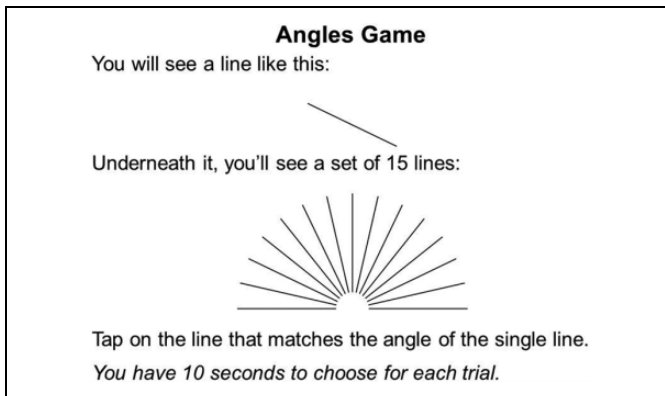 Angles Game
You will see a line like this:
Underneath it, you'll see a set of 15 lines:
Tap on the line that matches the angle of the single line.
You have 10 seconds to choose for each trial.